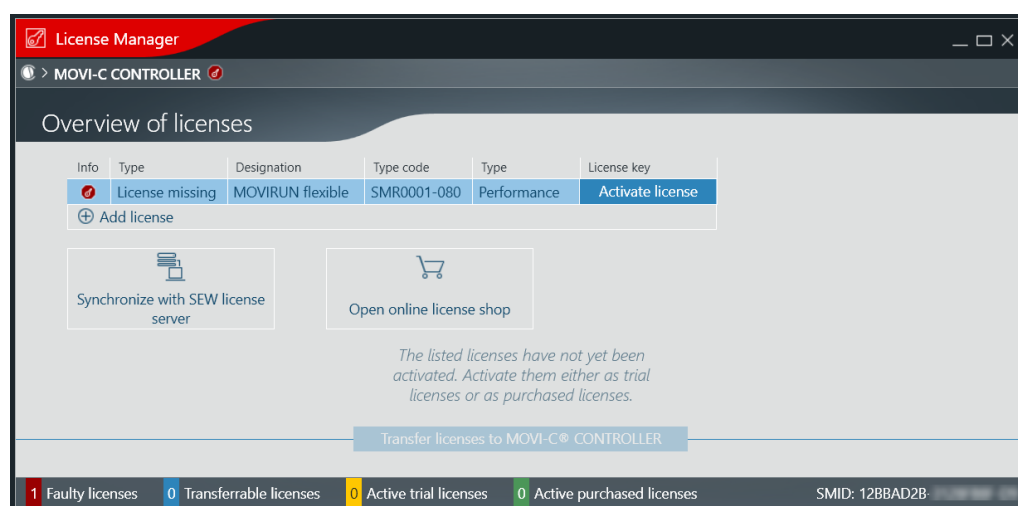 License Manager
> MOVI-C CONTROLLER
Overview of licenses
Info Type Designation Type code Type License key
License missing MOVIRUN flexible SMR0001-080 Performance Activate license
Add license
Synchronize with SEW license
server
Open online license shop
The listed licenses have not yet been
activated. Activate them either as trial
licenses or as purchased licenses.
Transfer licenses to MOVI-C® CONTROLLER
1 Faulty licenses 0 Transferrable licenses 0 Active trial licenses 0 Active purchased licenses SMID: 12BBAD2B-